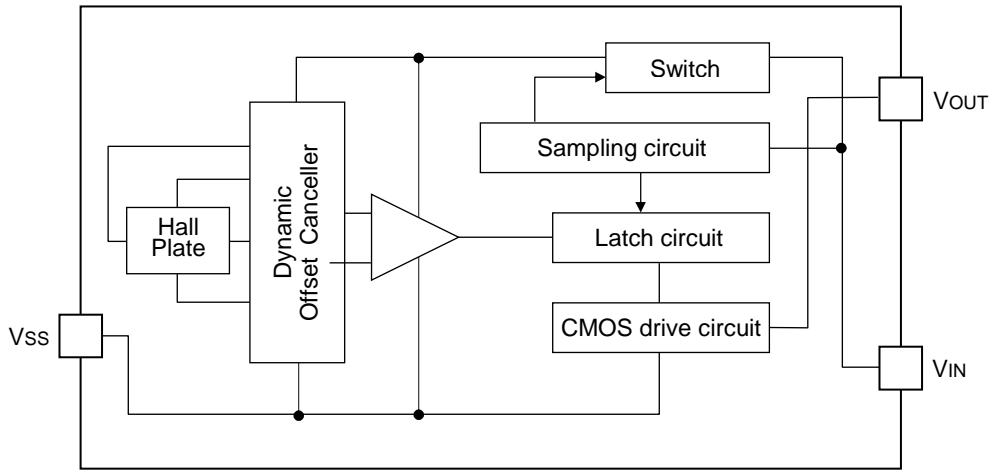 Switch
VOUT
Sampling circuit
Hall
Plate
Dynamic
Offset Canceller
Latch circuit
CMOS drive circuit
VSS
VIN